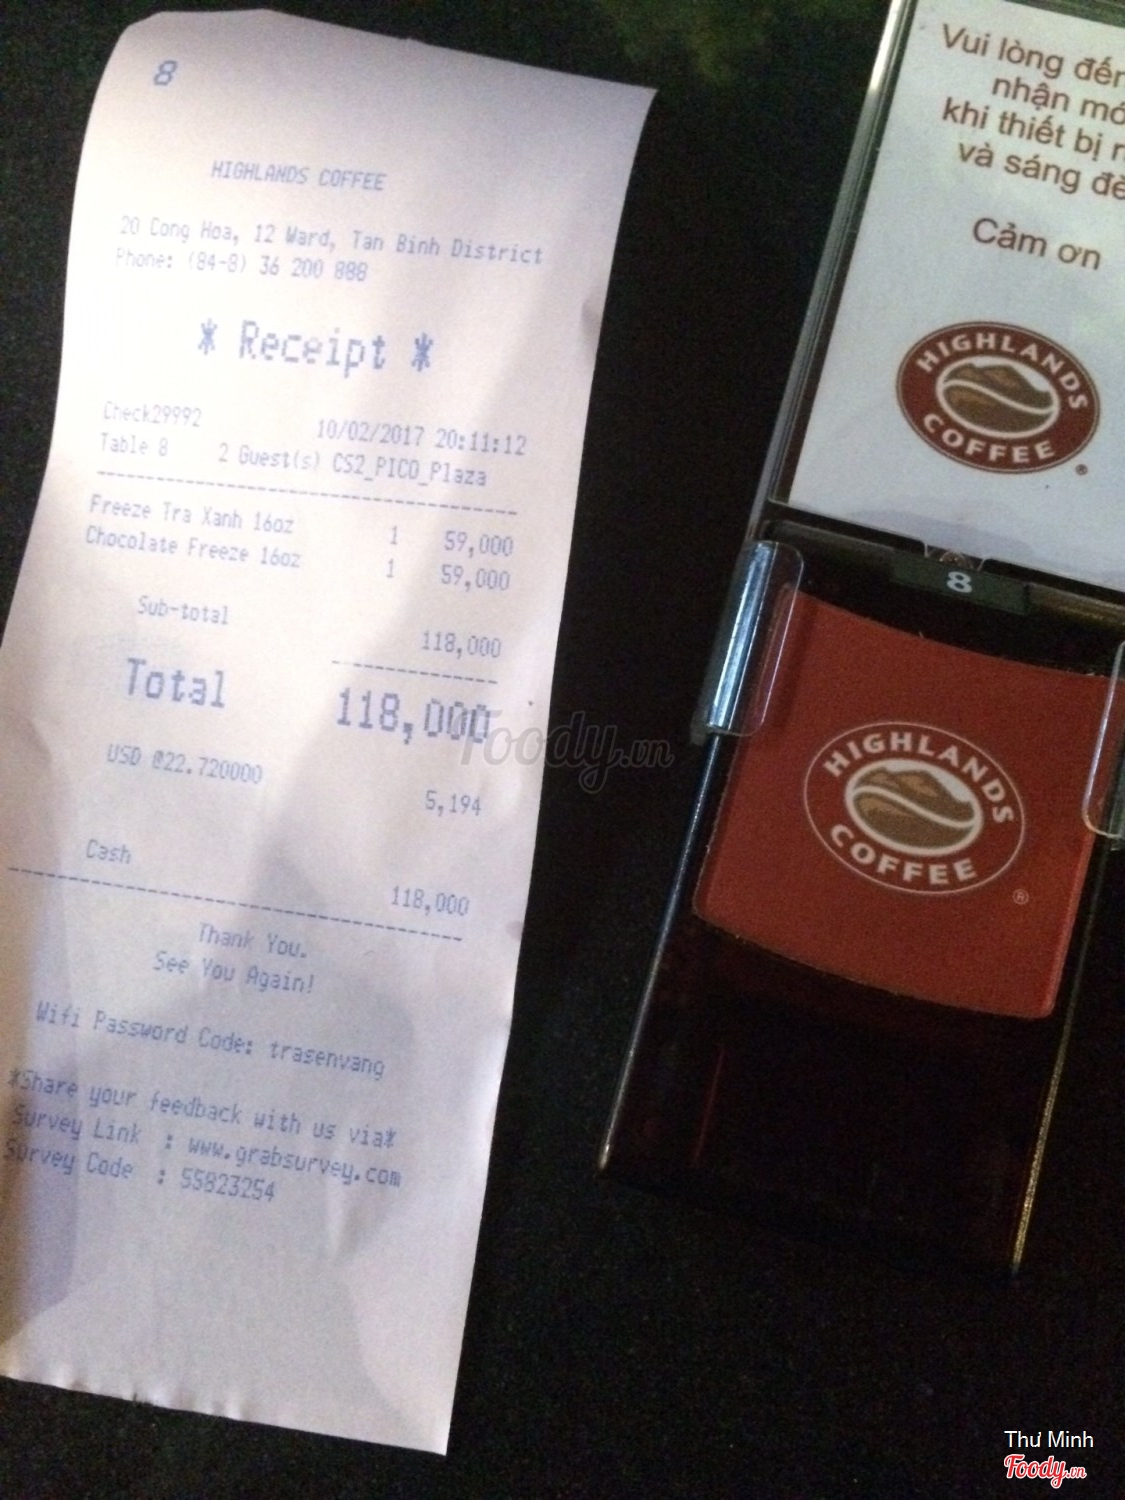 8
HIGHLANDS COFFEE
20 Cong Hoa, 12 Ward, Tan Binh District
Phone: (84-8) 36 200 888
* Receipt *
Check29992 10/02/2017 20:11:12
Table 8 2 Guest(s) CS2_PICO_Plaza
Freeze Tra Xanh 16oz 1 59,000
Chocolate Freeze 16oz 1 59,000
Sub-total 118,000
Total 118,000
USD @22.720000 5,194
Cash 118,000
Thank You.
See You Again!
Wifi Password Code: trasenvang
*Share your feedback with us via*
Survey Link : www.grabsurvey.com
Survey Code : 55823254
Vui lòng đến
nhận mó
khi thiết bị r
và sáng đè
Cảm ơn
HIGHLANDS
COFFEE
®
8
HIGHLANDS
COFFEE
®
Foody.vn
Thư Minh
Foody.vn